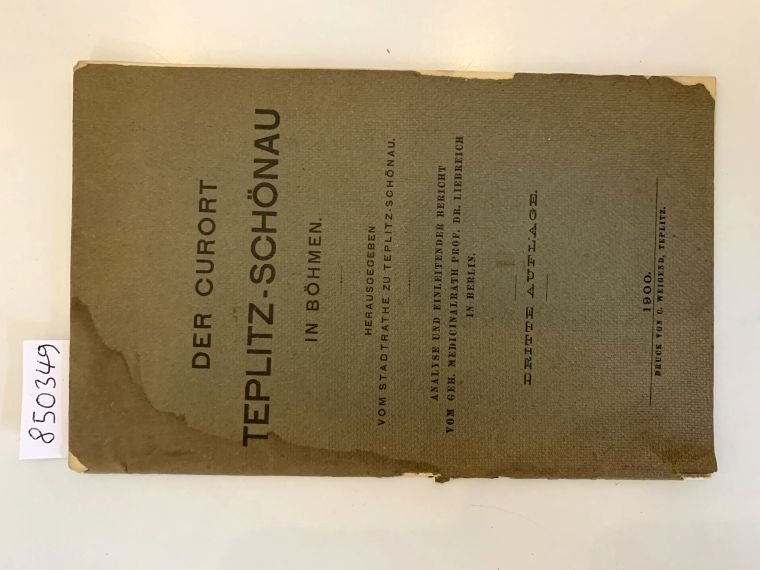 DER CURORT
TEPLITZ-SCHÖNAU
IN BÖHMEN.
HERAUSGEGEBEN
VOM STADTRATHE ZU TEPLITZ-SCHÖNAU.
ANALYSE UND EINLEITENDER BERICHT
VOM GEH. MEDICINALRATH PROF. DR. LIEBREICH
IN BERLIN.
DRITTE AUFLAGE.
1900.
DRUCK VON C. WEIGEND, TEPLITZ.
850349